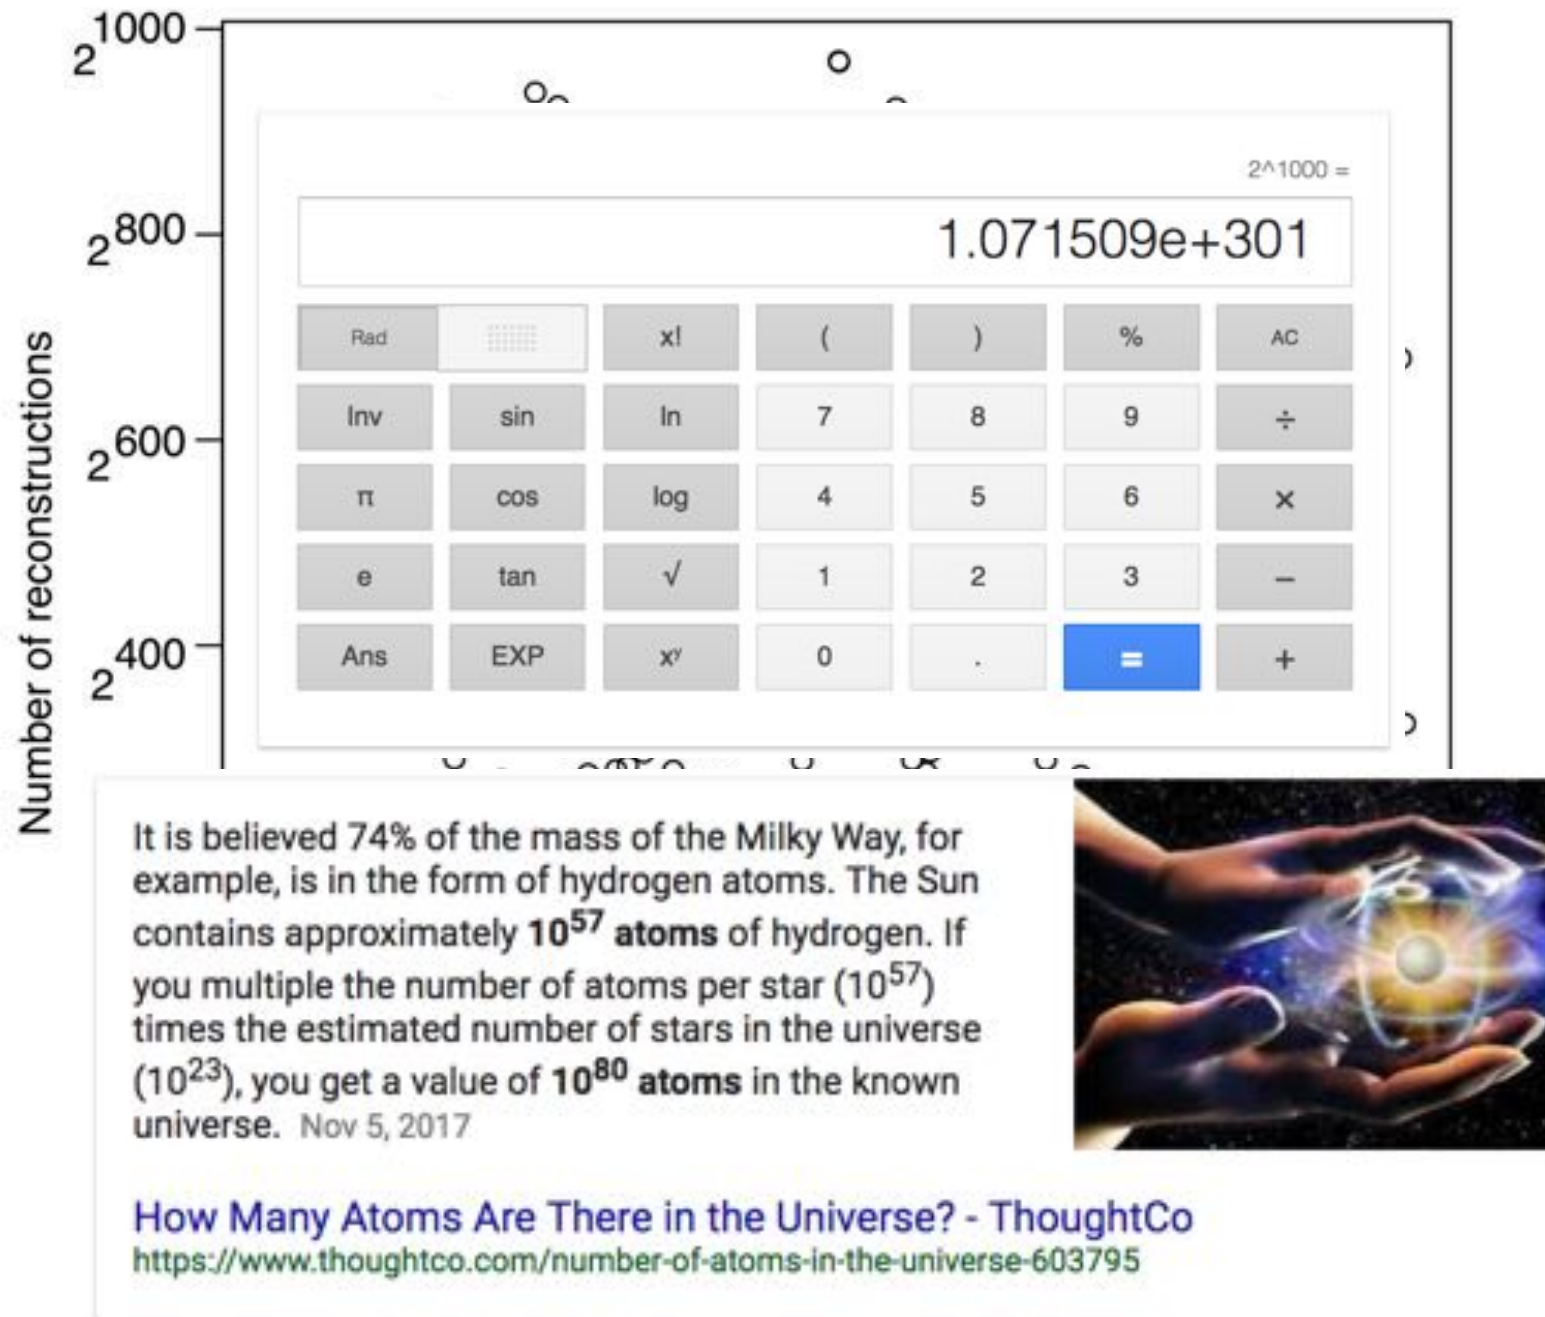 2^1000
2^800
2^600
2^400
Number of reconstructions
2^1000 =
1.071509e+301
Rad x! ( ) % AC
Inv sin ln 7 8 9 ÷
π cos log 4 5 6 ×
e tan √ 1 2 3 −
Ans EXP x^y 0 . = +
It is believed 74% of the mass of the Milky Way, for
example, is in the form of hydrogen atoms. The Sun
contains approximately 10^57 atoms of hydrogen. If
you multiple the number of atoms per star (10^57)
times the estimated number of stars in the universe
(10^23), you get a value of 10^80 atoms in the known
universe. Nov 5, 2017
How Many Atoms Are There in the Universe? - ThoughtCo
https://www.thoughtco.com/number-of-atoms-in-the-universe-603795